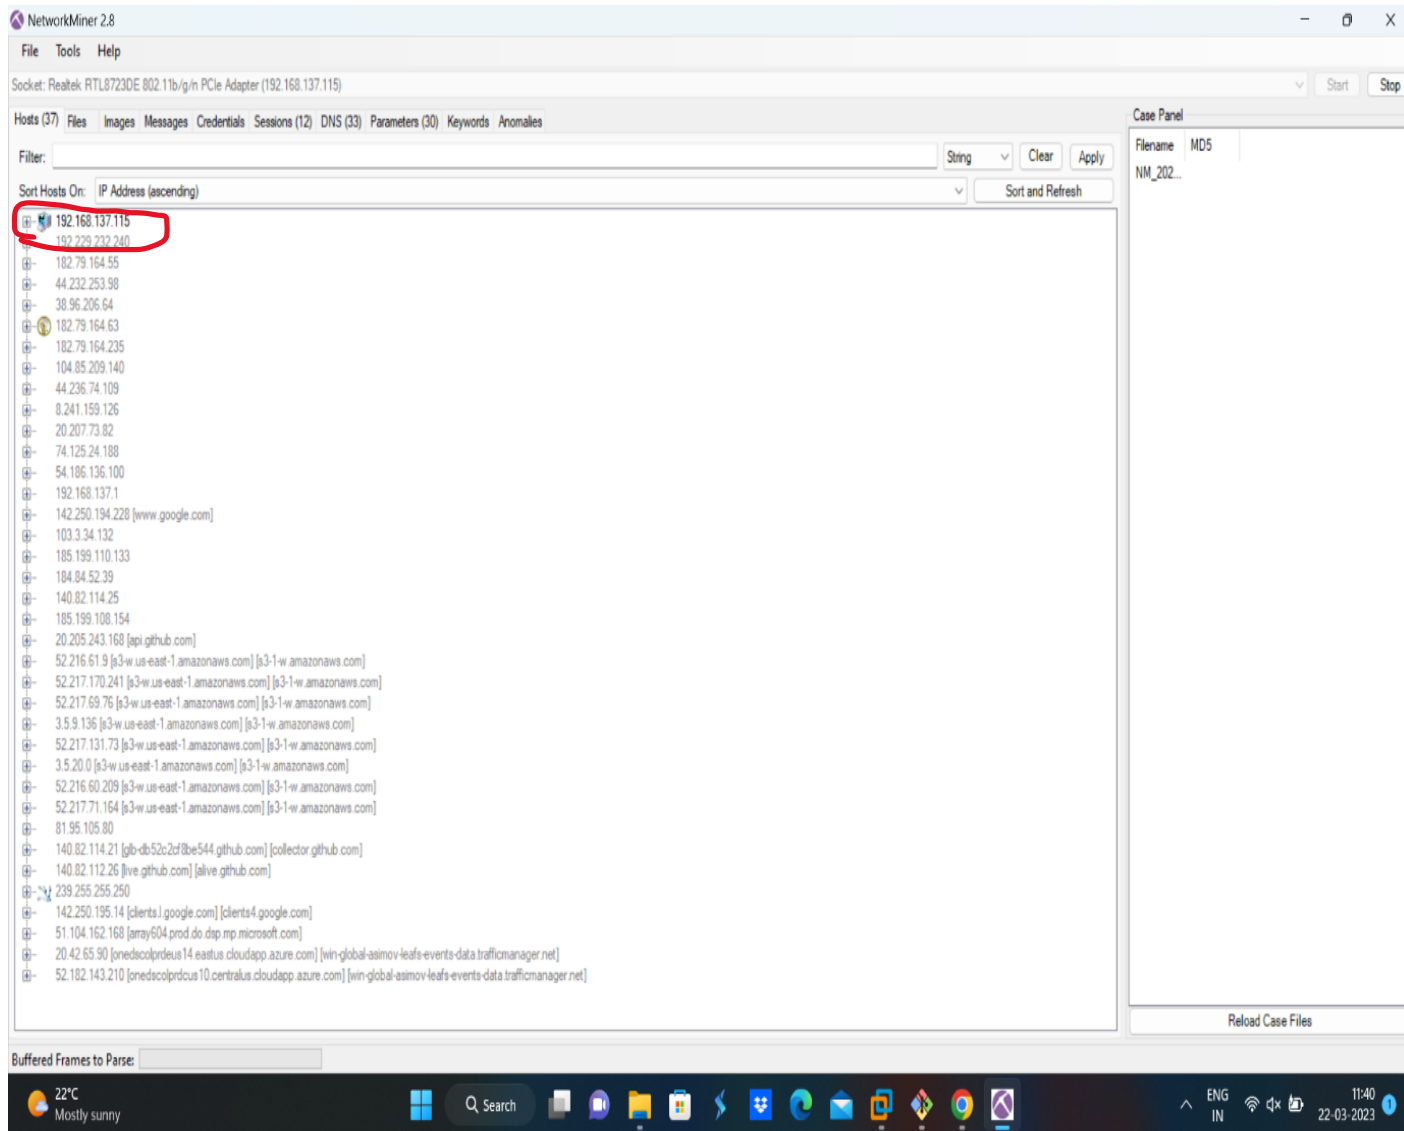 NetworkMiner 2.8
File Tools Help
Socket: Realtek RTL8723DE 802.11b/g/n PCIe Adapter (192.168.137.115)
Start Stop
Hosts (37) Files Images Messages Credentials Sessions (12) DNS (33) Parameters (30) Keywords Anomalies
Filter: String Clear Apply
Sort Hosts On: IP Address (ascending) Sort and Refresh
192.168.137.115
192.229.232.240
182.79.164.55
44.232.253.98
38.96.206.64
182.79.164.63
182.79.164.235
104.85.209.140
44.236.74.109
8.241.159.126
20.207.73.82
74.125.24.188
54.186.136.100
192.168.137.1
142.250.194.228 [www.google.com]
103.3.34.132
185.199.110.133
184.84.52.39
140.82.114.25
185.199.108.154
20.205.243.168 [api.github.com]
52.216.61.9 [s3-w.us-east-1.amazonaws.com] [s3-1-w.amazonaws.com]
52.217.170.241 [s3-w.us-east-1.amazonaws.com] [s3-1-w.amazonaws.com]
52.217.69.76 [s3-w.us-east-1.amazonaws.com] [s3-1-w.amazonaws.com]
3.5.9.136 [s3-w.us-east-1.amazonaws.com] [s3-1-w.amazonaws.com]
52.217.131.73 [s3-w.us-east-1.amazonaws.com] [s3-1-w.amazonaws.com]
3.5.20.0 [s3-w.us-east-1.amazonaws.com] [s3-1-w.amazonaws.com]
52.216.60.209 [s3-w.us-east-1.amazonaws.com] [s3-1-w.amazonaws.com]
52.217.71.164 [s3-w.us-east-1.amazonaws.com] [s3-1-w.amazonaws.com]
81.95.105.80
140.82.114.21 [glb-db52c2cf8be544.github.com] [collector.github.com]
140.82.112.26 [live.github.com] [alive.github.com]
239.255.255.250
142.250.195.14 [clients.l.google.com] [clients4.google.com]
51.104.162.168 [array604.prod.do.dsp.mp.microsoft.com]
20.42.65.90 [onedscolprdeus14.eastus.cloudapp.azure.com] [win-global-asimov-leafs-events-data.trafficmanager.net]
52.182.143.210 [onedscolprdcus10.centralus.cloudapp.azure.com] [win-global-asimov-leafs-events-data.trafficmanager.net]
Case Panel
Filename MD5
NM_202...
Reload Case Files
Buffered Frames to Parse:
22°C
Mostly sunny
Search
ENG
IN
11:40
22-03-2023
1